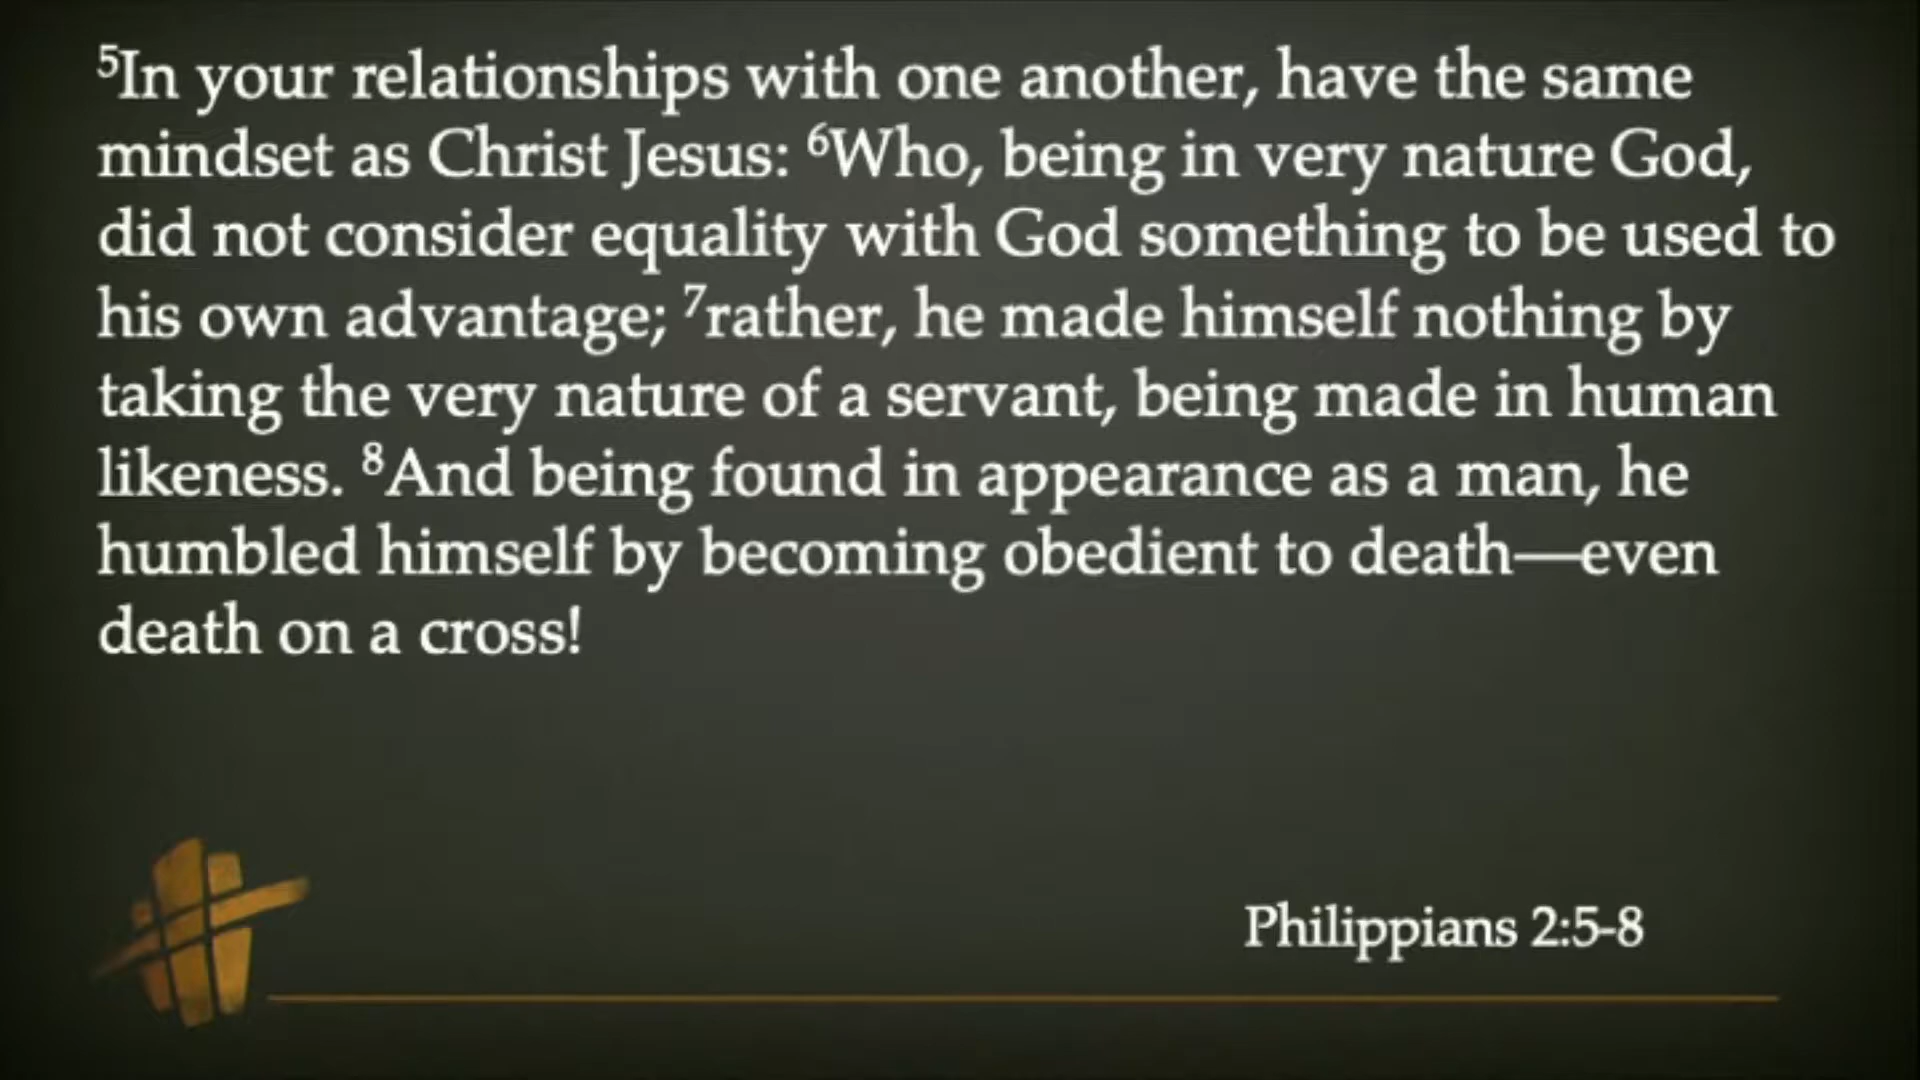 ⁵In your relationships with one another, have the same
mindset as Christ Jesus: ⁶Who, being in very nature God,
did not consider equality with God something to be used to
his own advantage; ⁷rather, he made himself nothing by
taking the very nature of a servant, being made in human
likeness. ⁸And being found in appearance as a man, he
humbled himself by becoming obedient to death—even
death on a cross!
Philippians 2:5-8